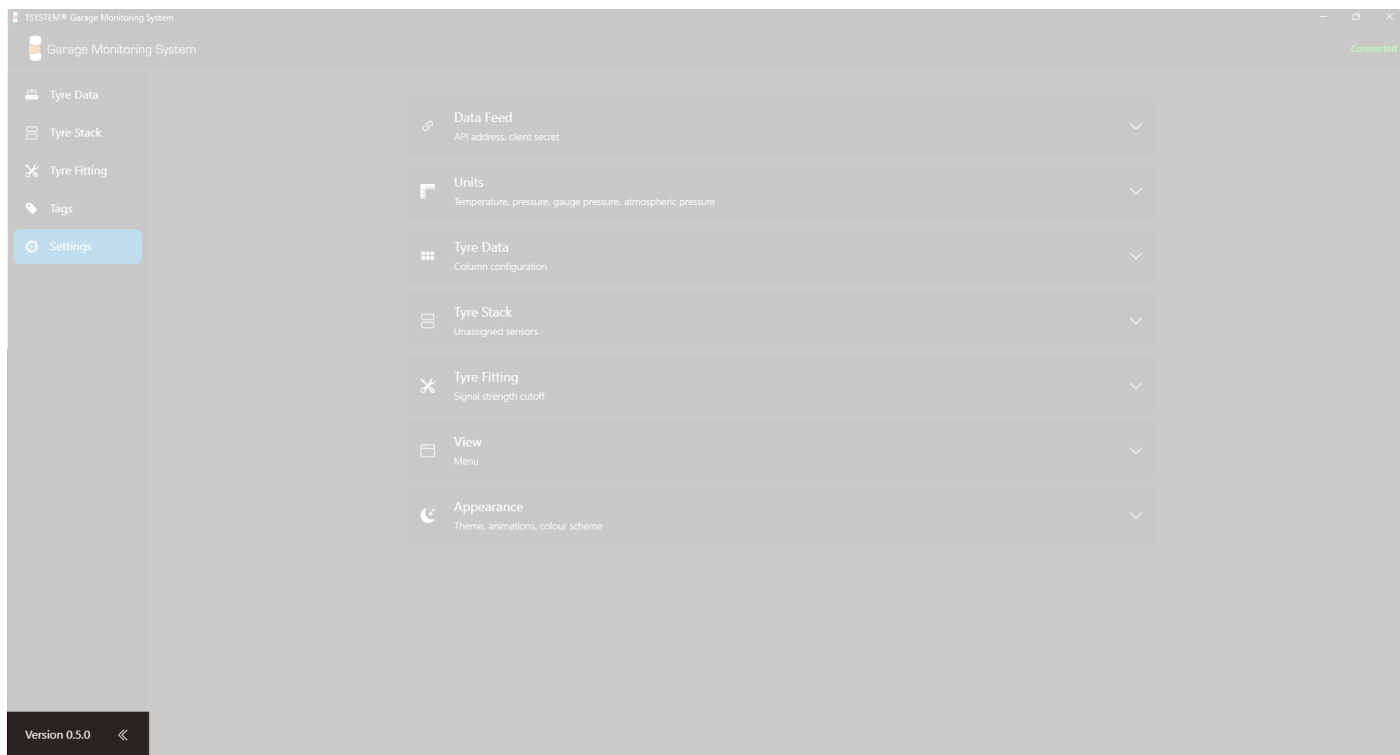 1SYSTEM® Garage Monitoring System
Garage Monitoring System
Connected
Tyre Data
Tyre Stack
Tyre Fitting
Tags
Settings
Data Feed
API address, client secret
Units
Temperature, pressure, gauge pressure, atmospheric pressure
Tyre Data
Column configuration
Tyre Stack
Unassigned sensors
Tyre Fitting
Signal strength cutoff
View
Menu
Appearance
Theme, animations, colour scheme
Version 0.5.0